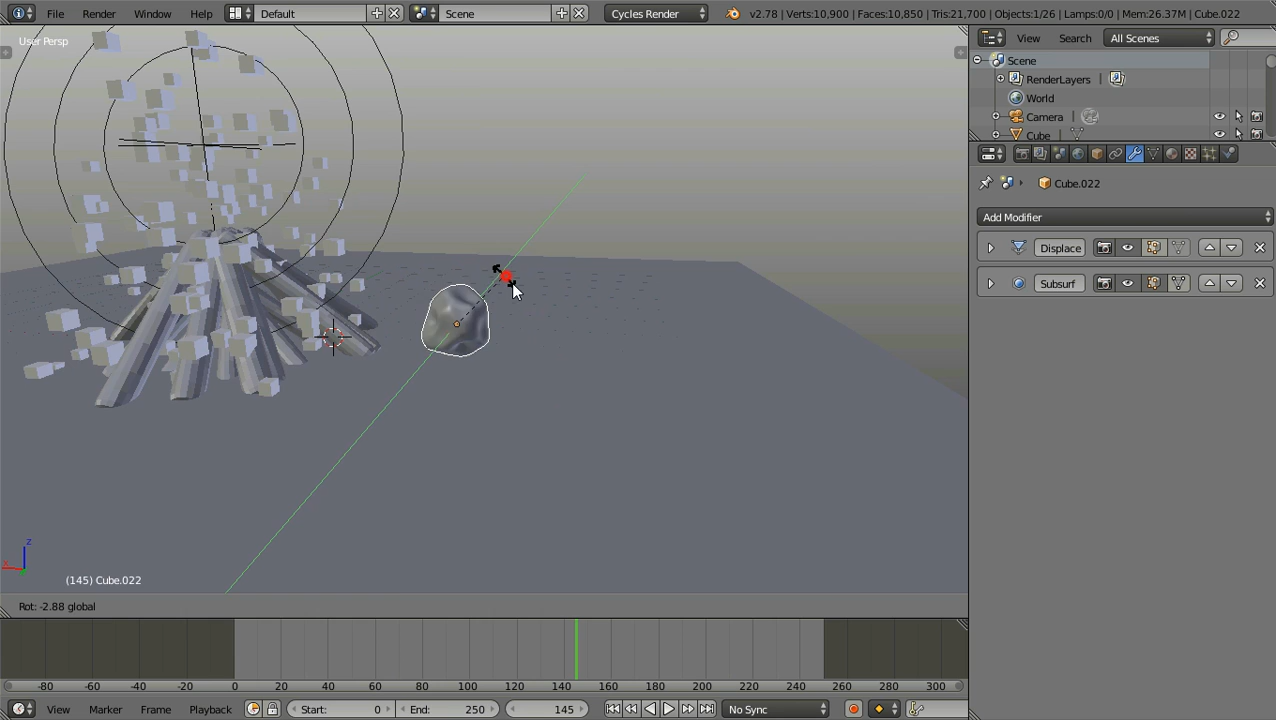 File Render Window Help Default Scene Cycles Render v2.78 | Verts:10,900 | Faces:10,850 | Tris:21,700 | Objects:1/26 | Lamps:0/0 | Mem:26.37M | Cube.022
User Persp
View Search All Scenes
Scene
RenderLayers
World
Camera
Cube
Cube.022
Add Modifier
Displace
Subsurf
z
x
(145) Cube.022
Rot: -2.88 global
-80 -60 -40 -20 0 20 40 60 80 100 120 140 160 180 200 220 240 260 280 300
View Marker Frame Playback Start: 0 End: 250 145 No Sync